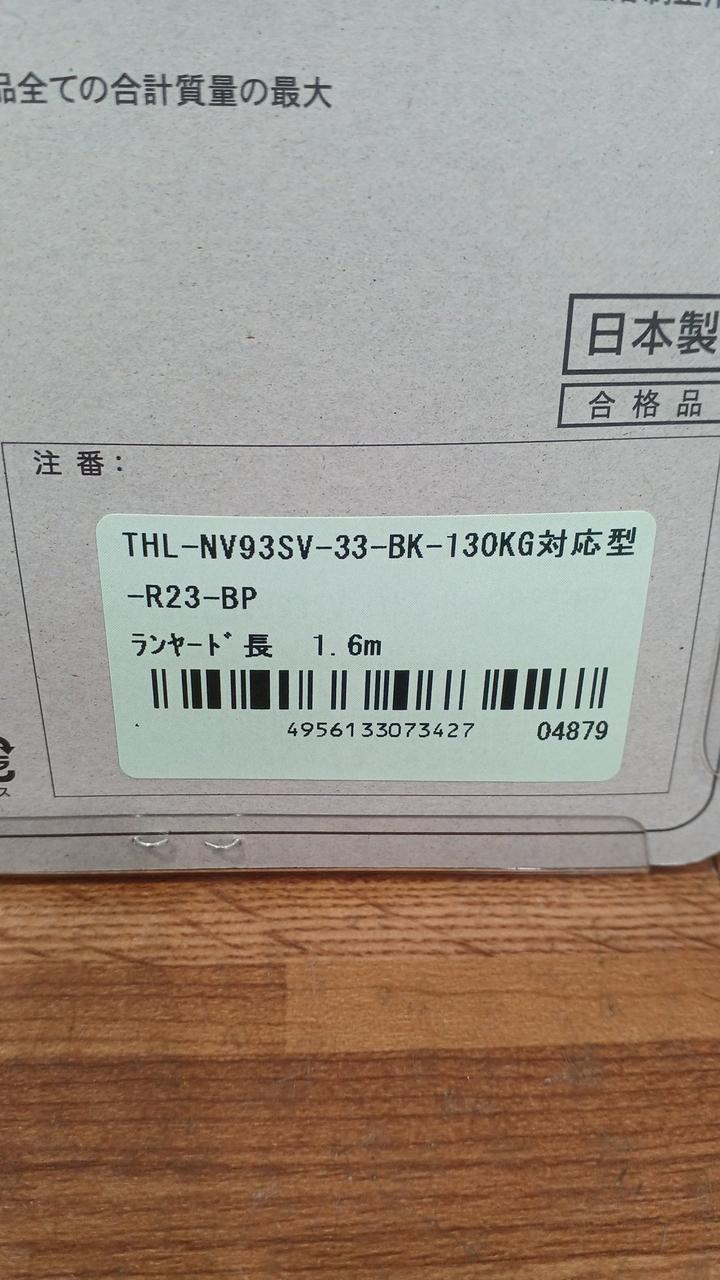 品全ての合計質量の最大
日本製
合格品
注番：
THL-NV93SV-33-BK-130KG対応型
-R23-BP
ﾗﾝﾔｰﾄﾞ長 1.6m
4956133073427 04879
ス